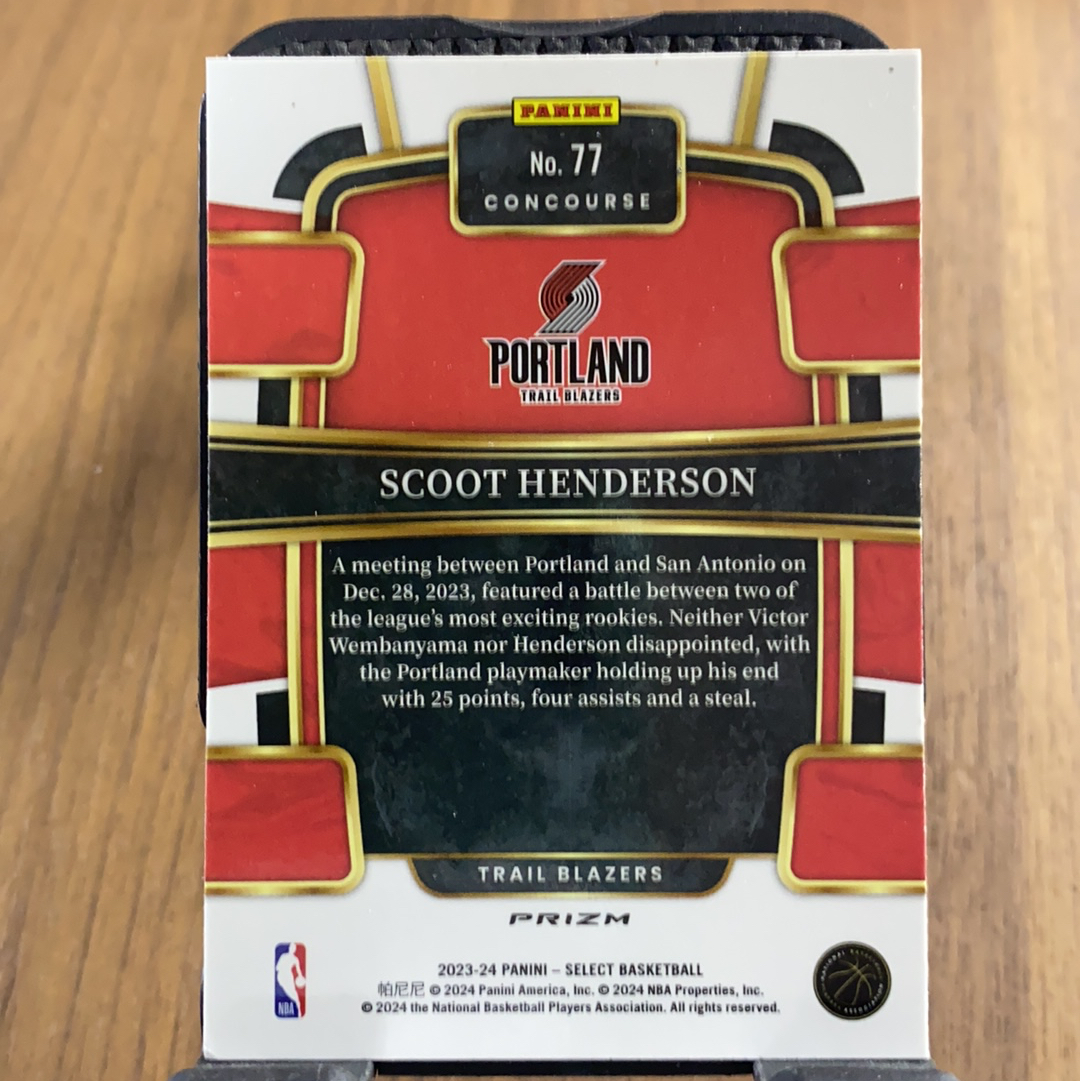 PANINI
No. 77
CONCOURSE
PORTLAND
TRAIL BLAZERS
SCOOT HENDERSON
A meeting between Portland and San Antonio on
Dec. 28, 2023, featured a battle between two of
the league's most exciting rookies. Neither Victor
Wembanyama nor Henderson disappointed, with
the Portland playmaker holding up his end
with 25 points, four assists and a steal.
TRAIL BLAZERS
PRIZM
NBA
2023-24 PANINI – SELECT BASKETBALL
帕尼尼 © 2024 Panini America, Inc. © 2024 NBA Properties, Inc.
© 2024 the National Basketball Players Association. All rights reserved.